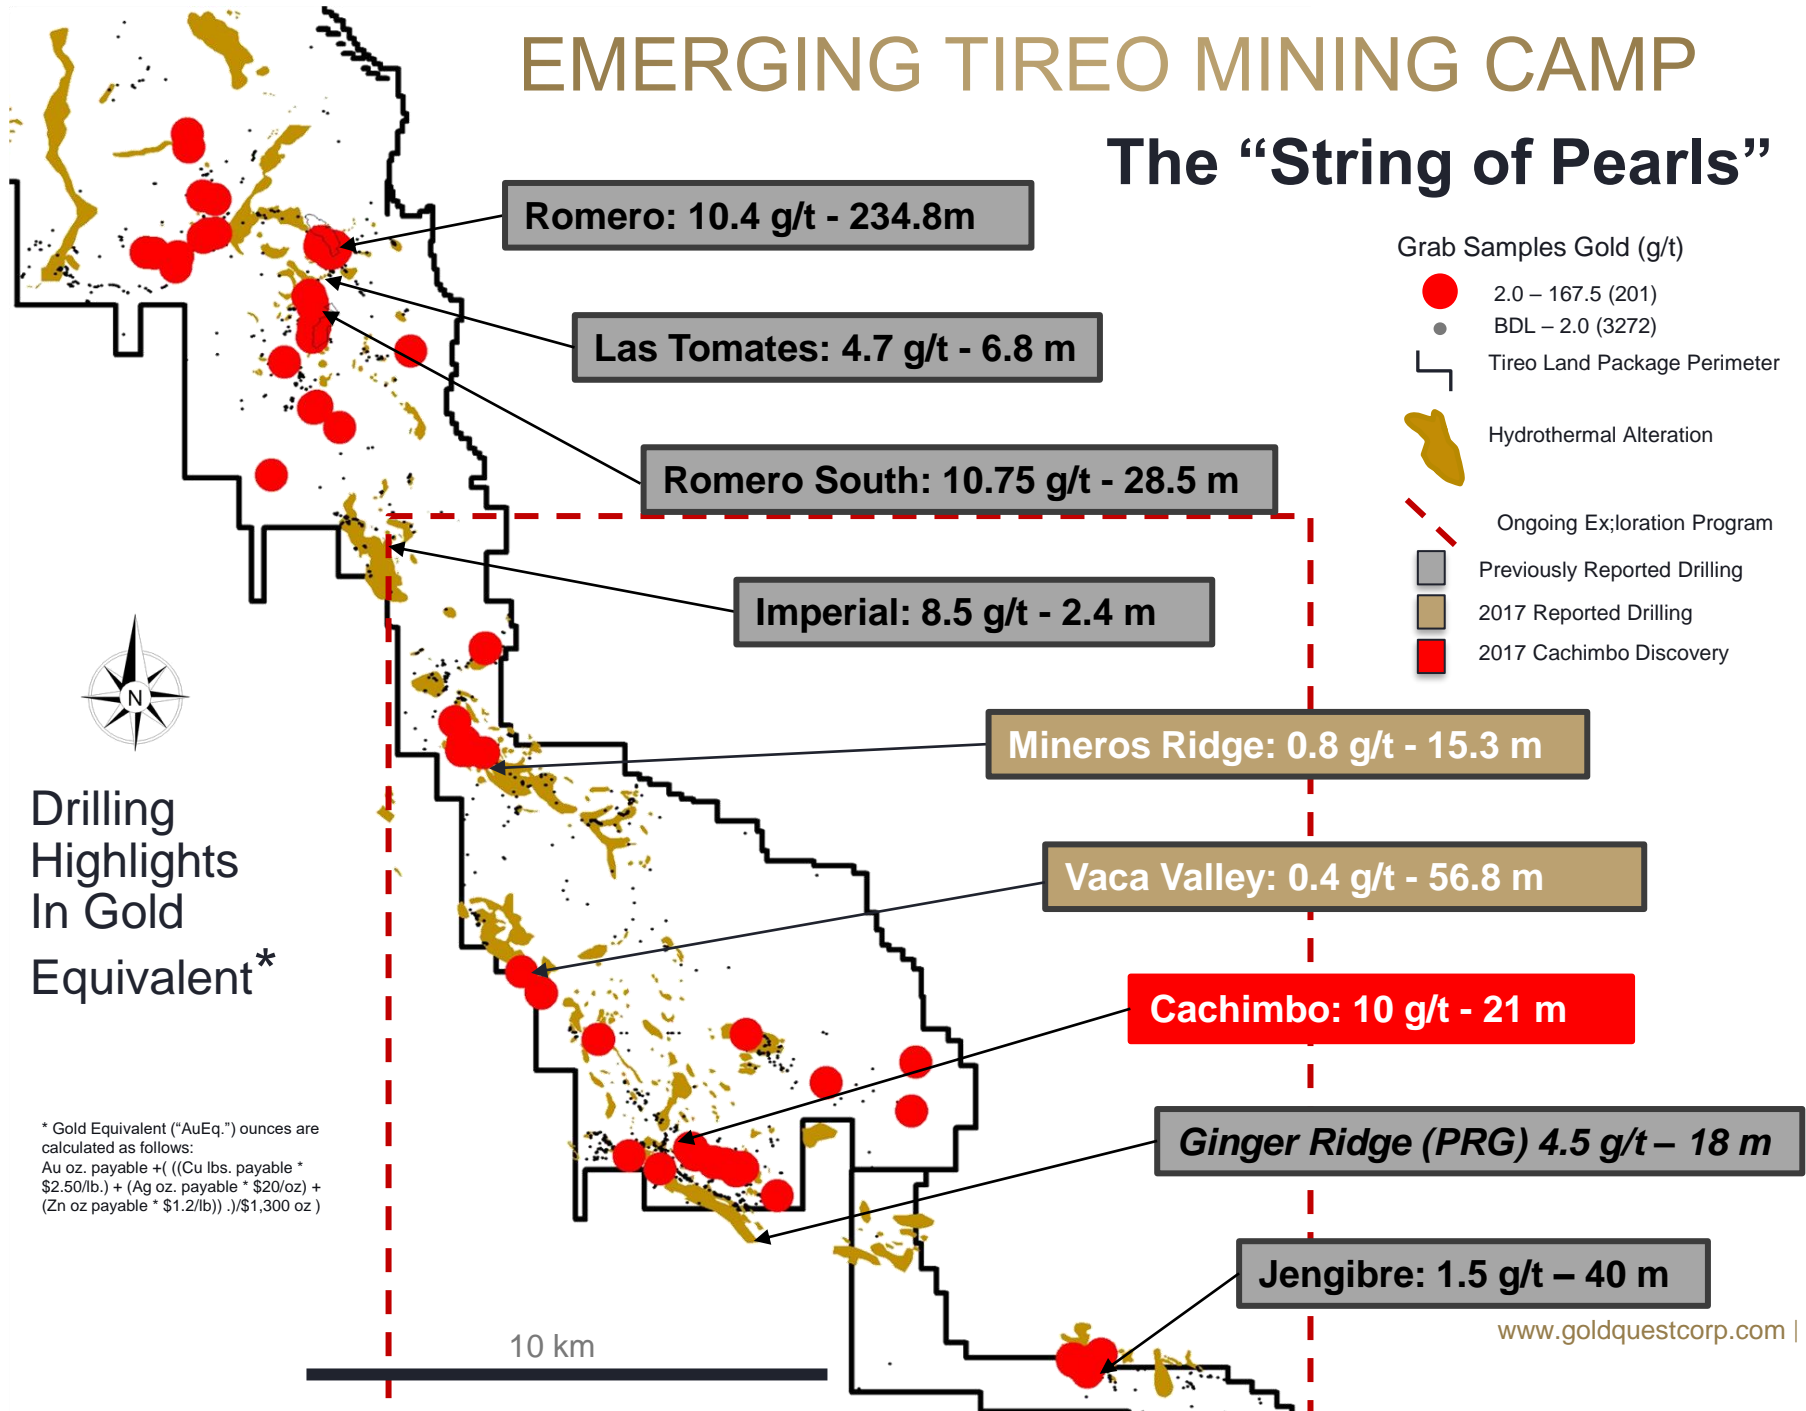 EMERGING TIREO MINING CAMP
The “String of Pearls”
Romero: 10.4 g/t - 234.8m
Las Tomates: 4.7 g/t - 6.8 m
Romero South: 10.75 g/t - 28.5 m
Imperial: 8.5 g/t - 2.4 m
Mineros Ridge: 0.8 g/t - 15.3 m
Vaca Valley: 0.4 g/t - 56.8 m
Cachimbo: 10 g/t - 21 m
Ginger Ridge (PRG) 4.5 g/t – 18 m
Jengibre: 1.5 g/t – 40 m
Grab Samples Gold (g/t)
2.0 – 167.5 (201)
BDL – 2.0 (3272)
Tireo Land Package Perimeter
Hydrothermal Alteration
Ongoing Ex;loration Program
Previously Reported Drilling
2017 Reported Drilling
2017 Cachimbo Discovery
N
Drilling
Highlights
In Gold
Equivalent*
* Gold Equivalent (“AuEq.”) ounces are
calculated as follows:
Au oz. payable +( ((Cu lbs. payable *
$2.50/lb.) + (Ag oz. payable * $20/oz) +
(Zn oz payable * $1.2/lb)) .)/$1,300 oz )
10 km
www.goldquestcorp.com |